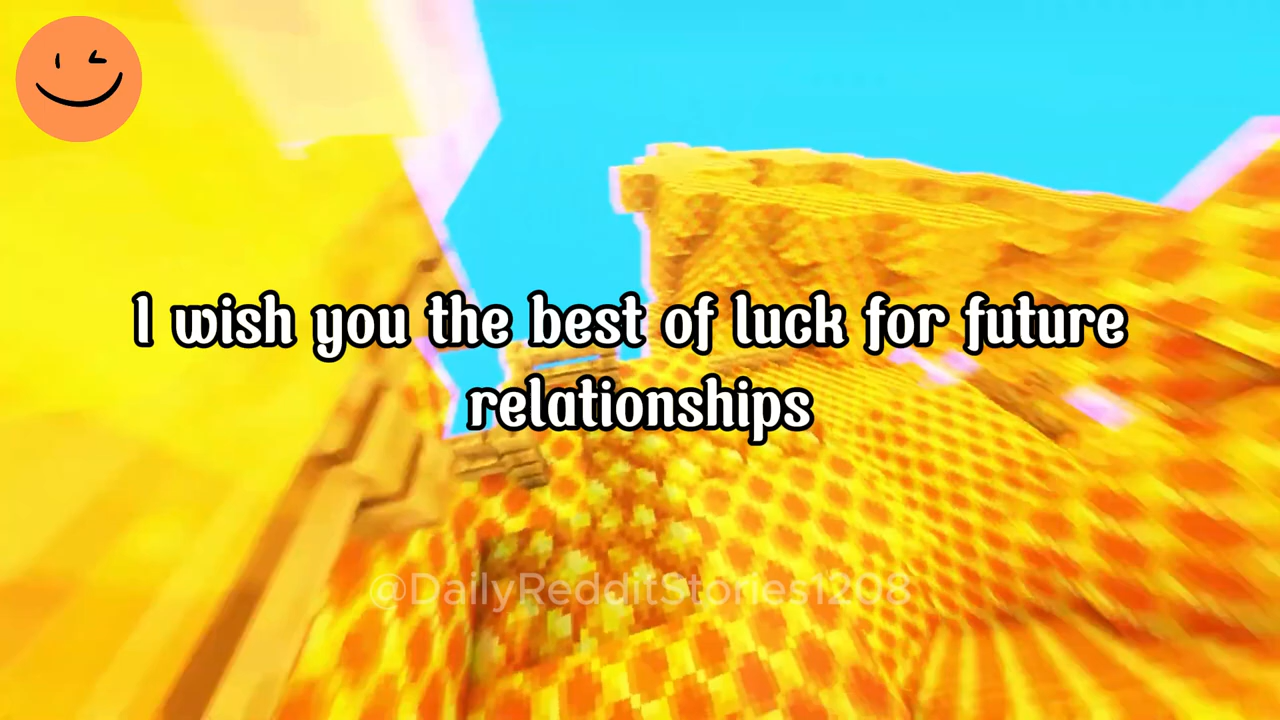 I wish you the best of luck for future
relationships
@DailyRedditStories1208